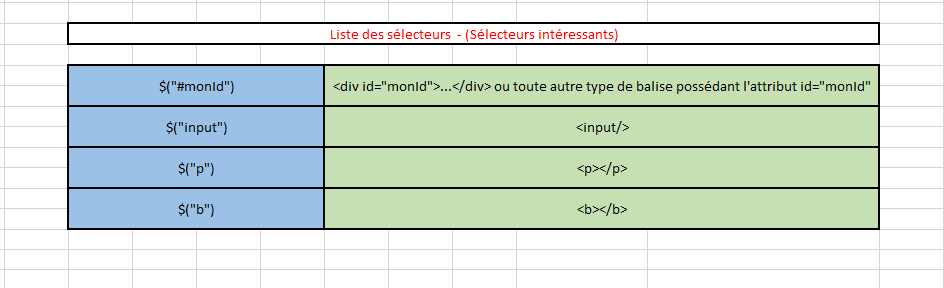 Liste des sélecteurs - (Sélecteurs intéressants)
$("#monId") <div id="monId">...</div> ou toute autre type de balise possédant l'attribut id="monId"
$("input") <input/>
$("p") <p></p>
$("b") <b></b>